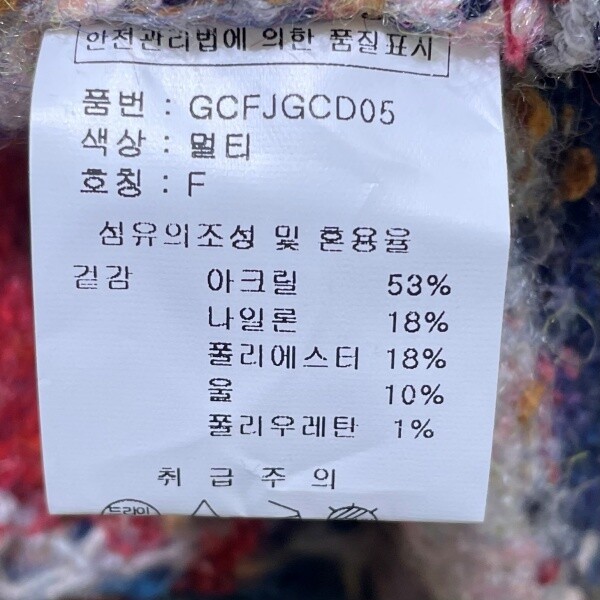 안전관리법에 의한 품질표시
품번 : GCFJGCD05
색상 : 멀티
호칭 : F
섬유의조성 및 혼용율
겉감 아크릴 53%
나일론 18%
폴리에스터 18%
울 10%
폴리우레탄 1%
취 급 주 의
드라이